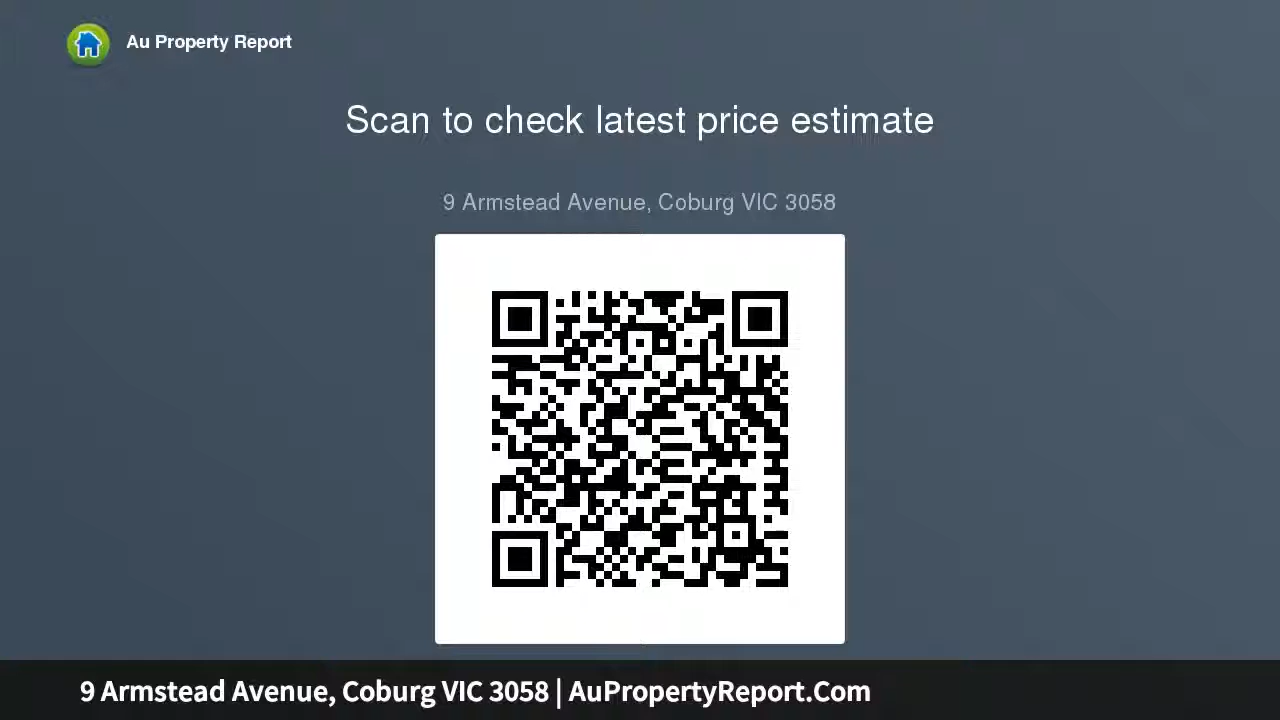 Au Property Report
Scan to check latest price estimate
9 Armstead Avenue, Coburg VIC 3058
9 Armstead Avenue, Coburg VIC 3058 | AuPropertyReport.Com